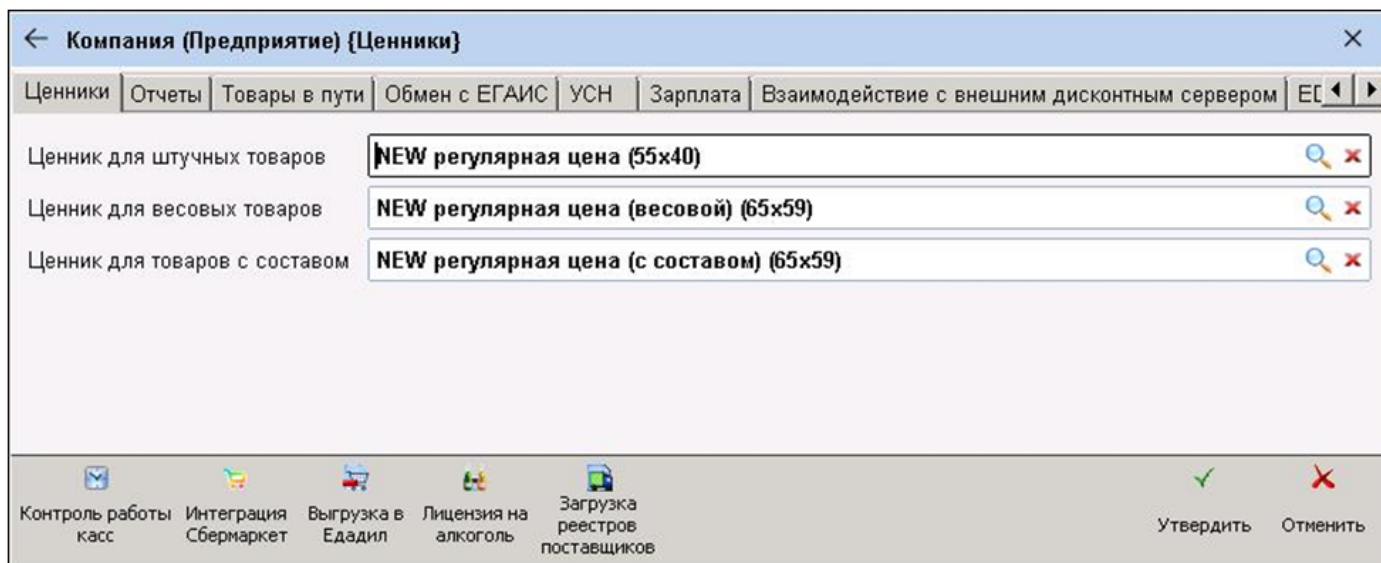 Компания (Предприятие) {Ценники}
Ценники Отчеты Товары в пути Обмен с ЕГАИС УСН Зарплата Взаимодействие с внешним дисконтным сервером
Ценник для штучных товаров NEW регулярная цена (55x40)
Ценник для весовых товаров NEW регулярная цена (весовой) (65x59)
Ценник для товаров с составом NEW регулярная цена (с составом) (65x59)
Контроль работы касс
Интеграция Сбермаркет
Выгрузка в Едадил
Лицензия на алкоголь
Загрузка реестров поставщиков
Утвердить
Отменить